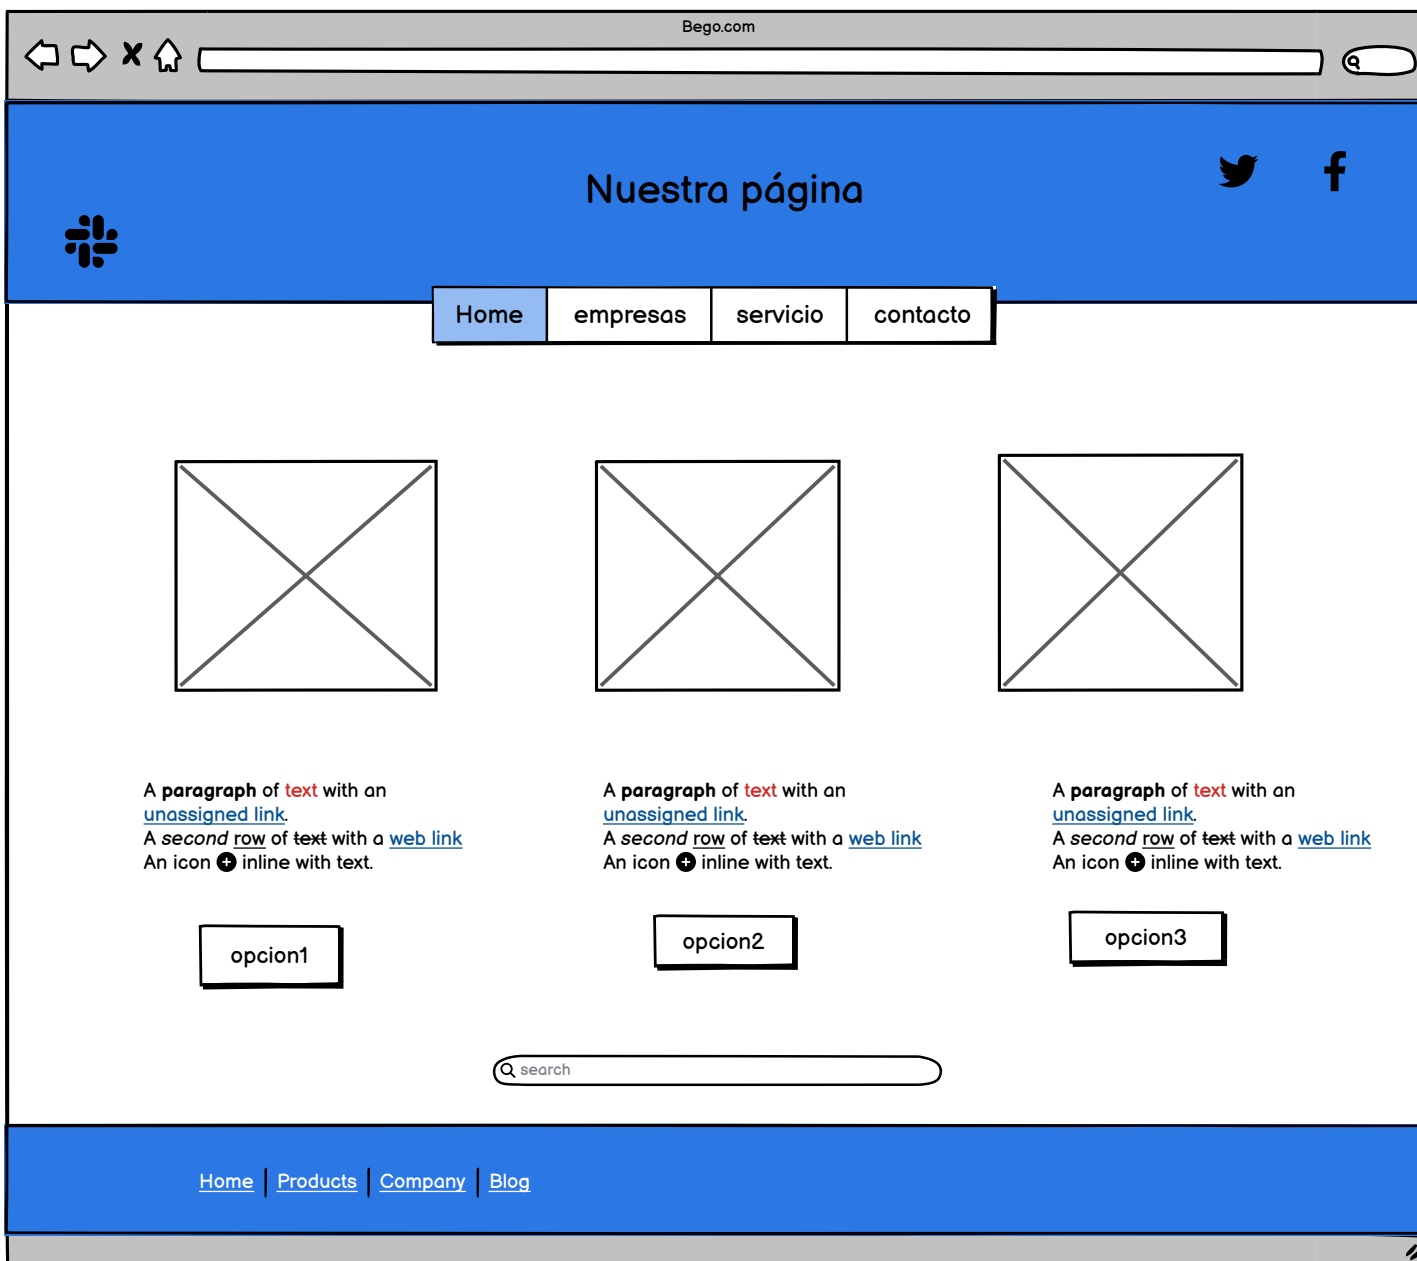 Bego.com
Nuestra página
Home empresas servicio contacto
A paragraph of text with an
unassigned link.
A second row of text with a web link
An icon inline with text.
A paragraph of text with an
unassigned link.
A second row of text with a web link
An icon inline with text.
A paragraph of text with an
unassigned link.
A second row of text with a web link
An icon inline with text.
opcion1
opcion2
opcion3
search
Home | Products | Company | Blog